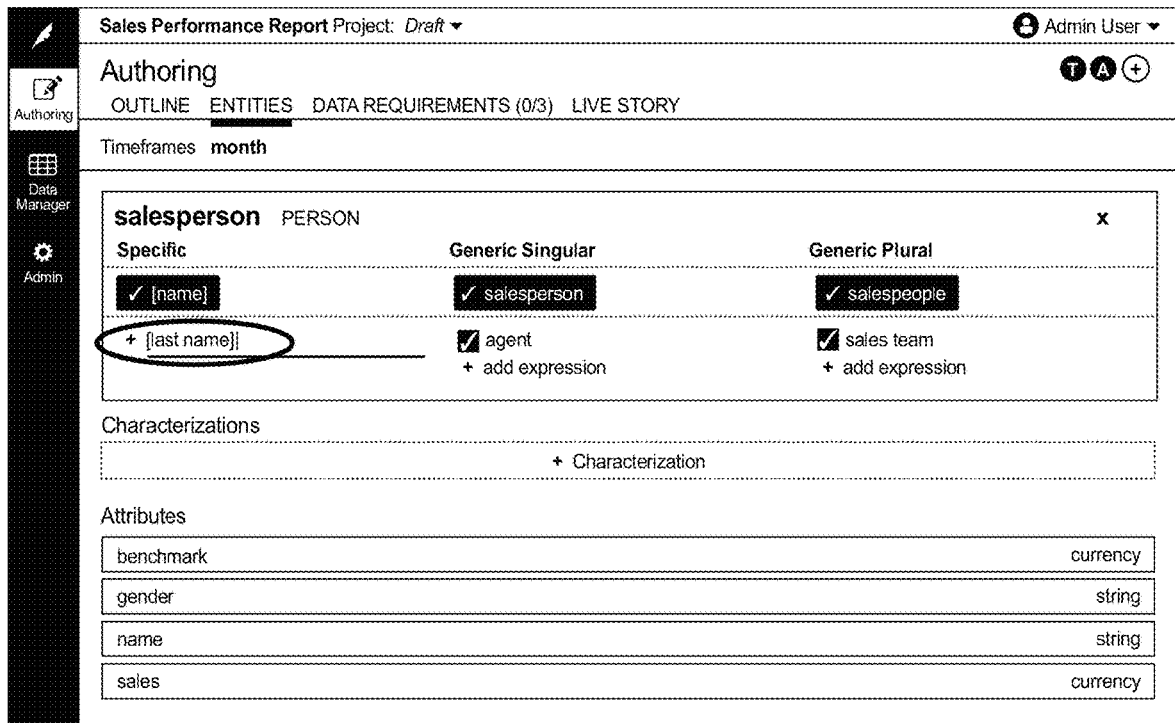 Sales Performance Report Project: Draft
Admin User
Authoring
T A +
OUTLINE ENTITIES DATA REQUIREMENTS (0/3) LIVE STORY
Authoring
Timeframes month
Data
Manager
salesperson PERSON x
Specific Generic Singular Generic Plural
Admin
✓ [name] ✓ salesperson ✓ salespeople
+ [last name]| ✓ agent ✓ sales team
+ add expression + add expression
Characterizations
+ Characterization
Attributes
benchmark currency
gender string
name string
sales currency